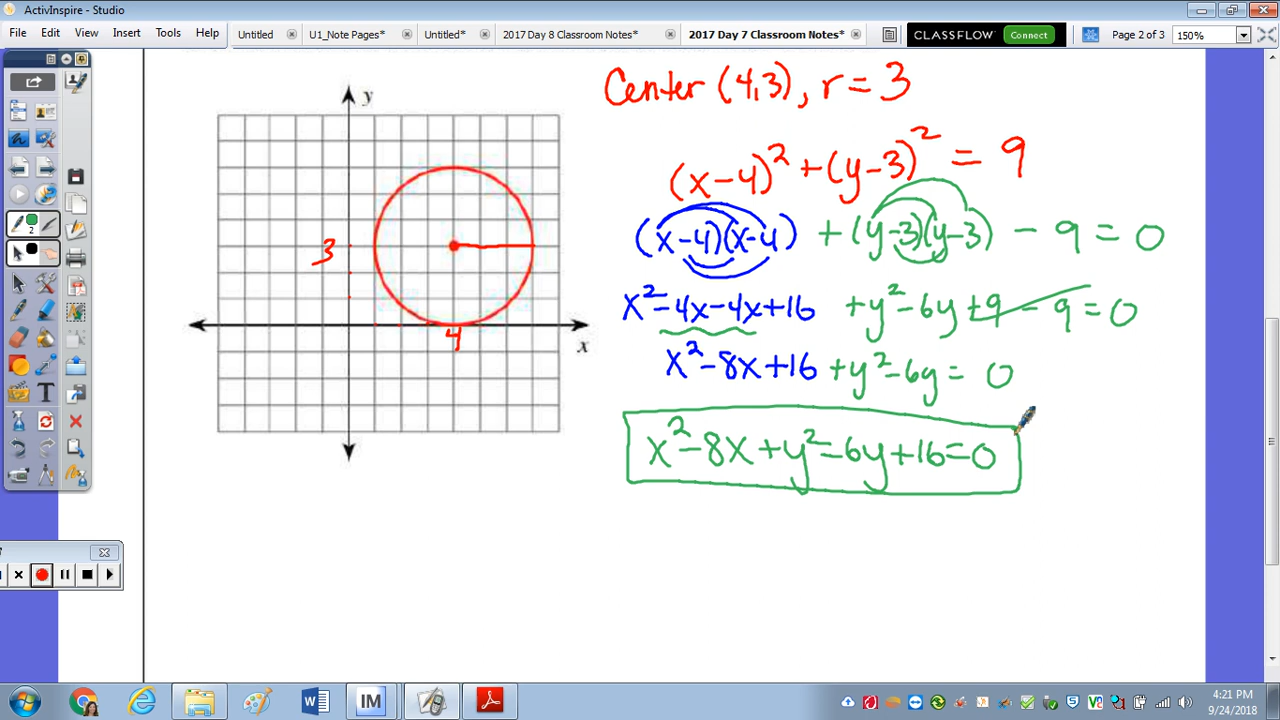 ActivInspire - Studio
File Edit View Insert Tools Help Untitled U1_Note Pages* Untitled* 2017 Day 8 Classroom Notes* 2017 Day 7 Classroom Notes* CLASSFLOW Connect Page 2 of 3 150%
2
Center (4,3), r = 3
y
(x-4)² + (y-3)² = 9
(x-4)(x-4) + (y-3)(y-3) - 9 = 0
3
x² - 4x - 4x + 16 + y² - 6y + 9 - 9 = 0
4
x
x² - 8x + 16 + y² - 6y = 0
x² - 8x + y² - 6y + 16 = 0
IM
4:21 PM
9/24/2018